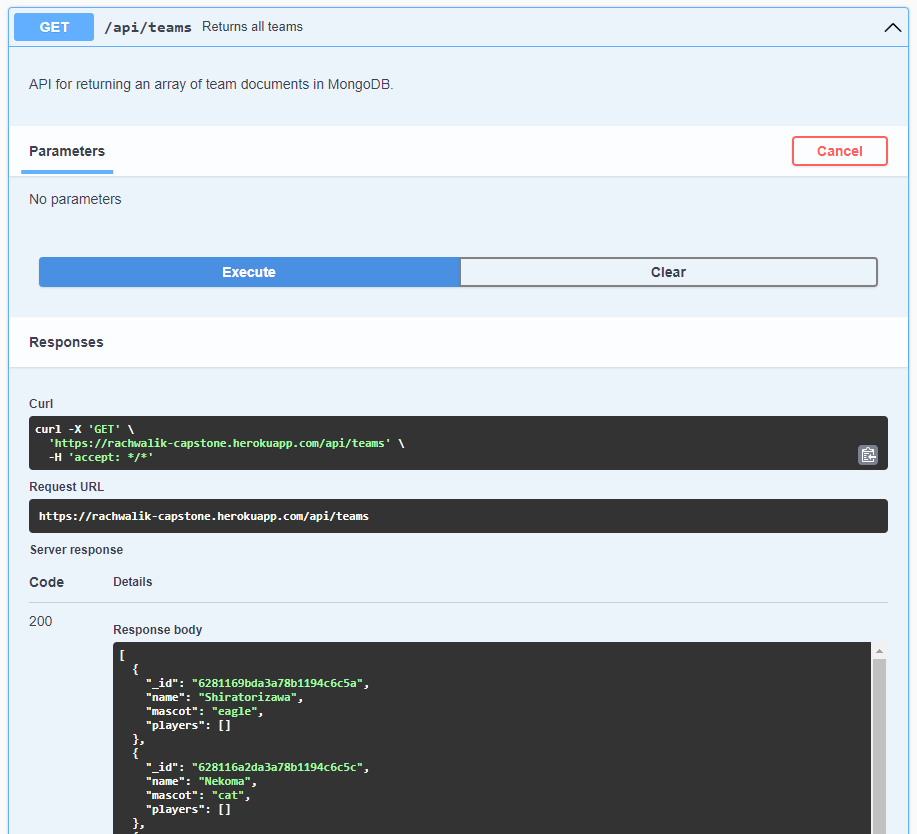 GET /api/teams Returns all teams
API for returning an array of team documents in MongoDB.
Parameters
Cancel
No parameters
Execute
Clear
Responses
Curl
curl -X 'GET' \
'https://rachwalik-capstone.herokuapp.com/api/teams' \
-H 'accept: */*'
Request URL
https://rachwalik-capstone.herokuapp.com/api/teams
Server response
Code Details
200
Response body
[
{
"_id": "6281169bda3a78b1194c6c5a",
"name": "Shiratorizawa",
"mascot": "eagle",
"players": []
},
{
"_id": "628116a2da3a78b1194c6c5c",
"name": "Nekoma",
"mascot": "cat",
"players": []
},